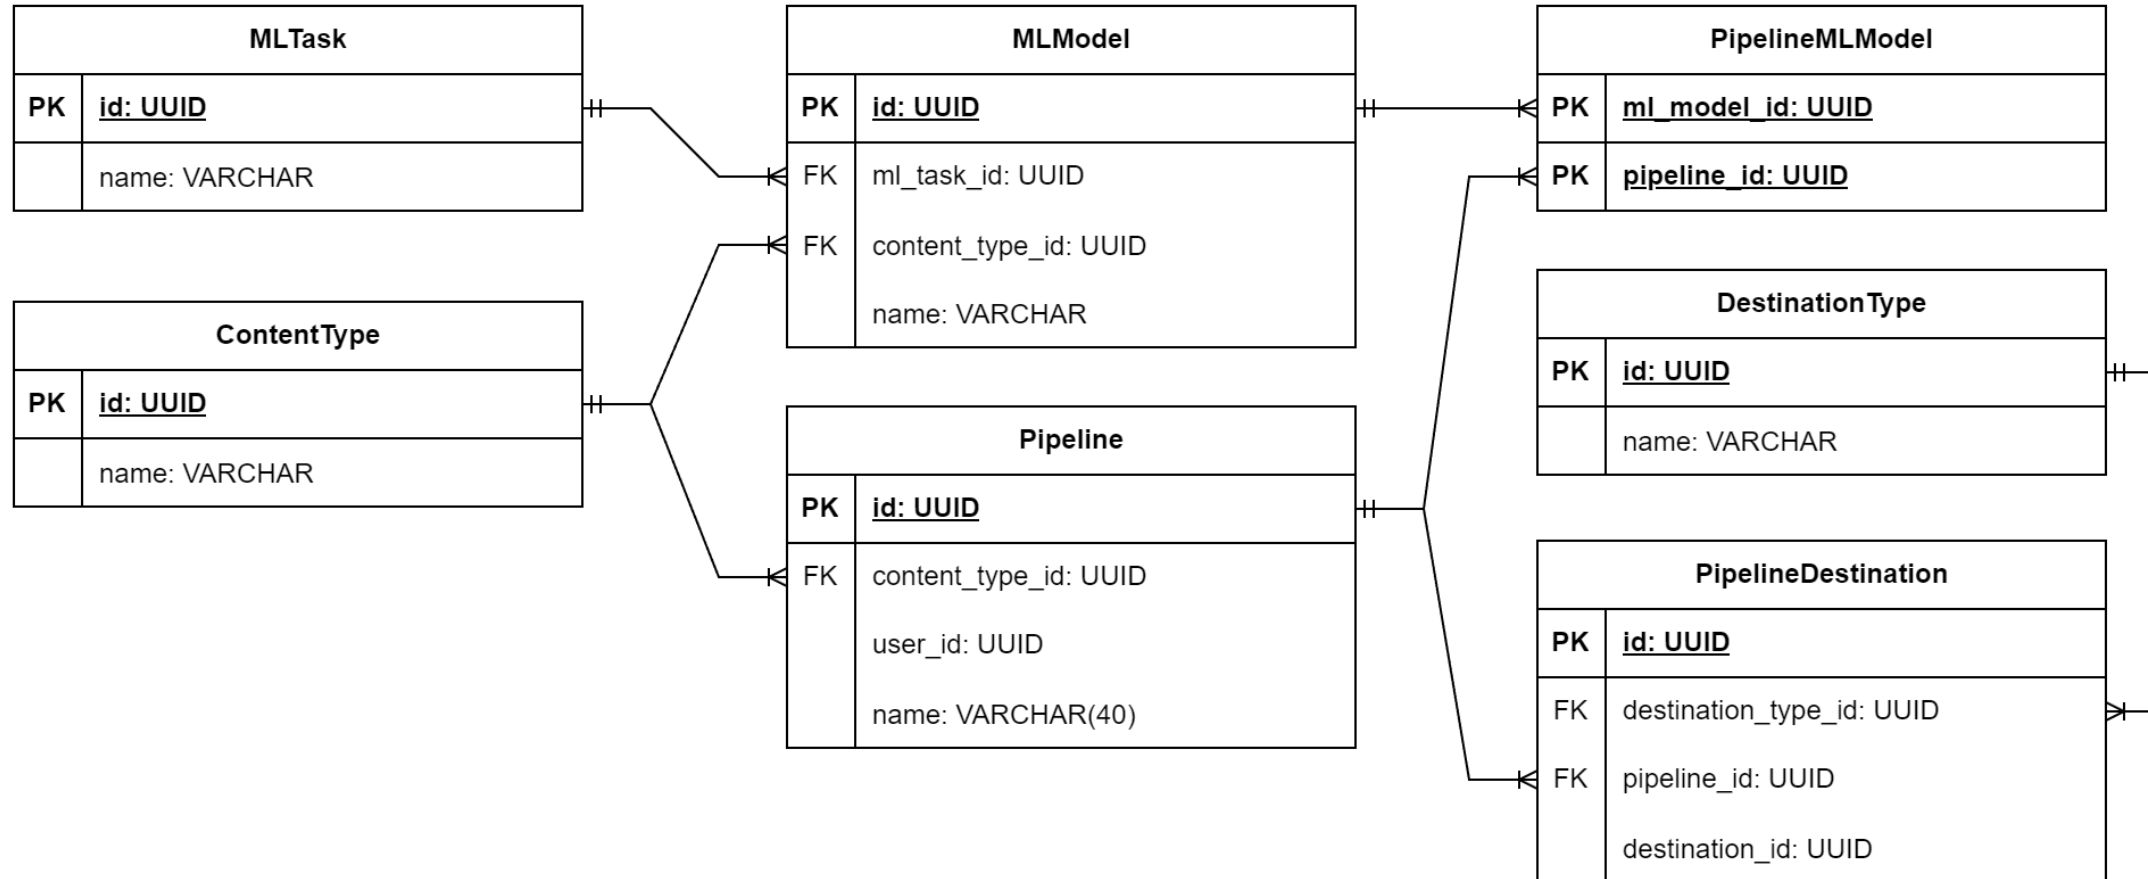 MLTask
PK id: UUID
name: VARCHAR
ContentType
PK id: UUID
name: VARCHAR
MLModel
PK id: UUID
FK ml_task_id: UUID
FK content_type_id: UUID
name: VARCHAR
Pipeline
PK id: UUID
FK content_type_id: UUID
user_id: UUID
name: VARCHAR(40)
PipelineMLModel
PK ml_model_id: UUID
PK pipeline_id: UUID
DestinationType
PK id: UUID
name: VARCHAR
PipelineDestination
PK id: UUID
FK destination_type_id: UUID
FK pipeline_id: UUID
destination_id: UUID